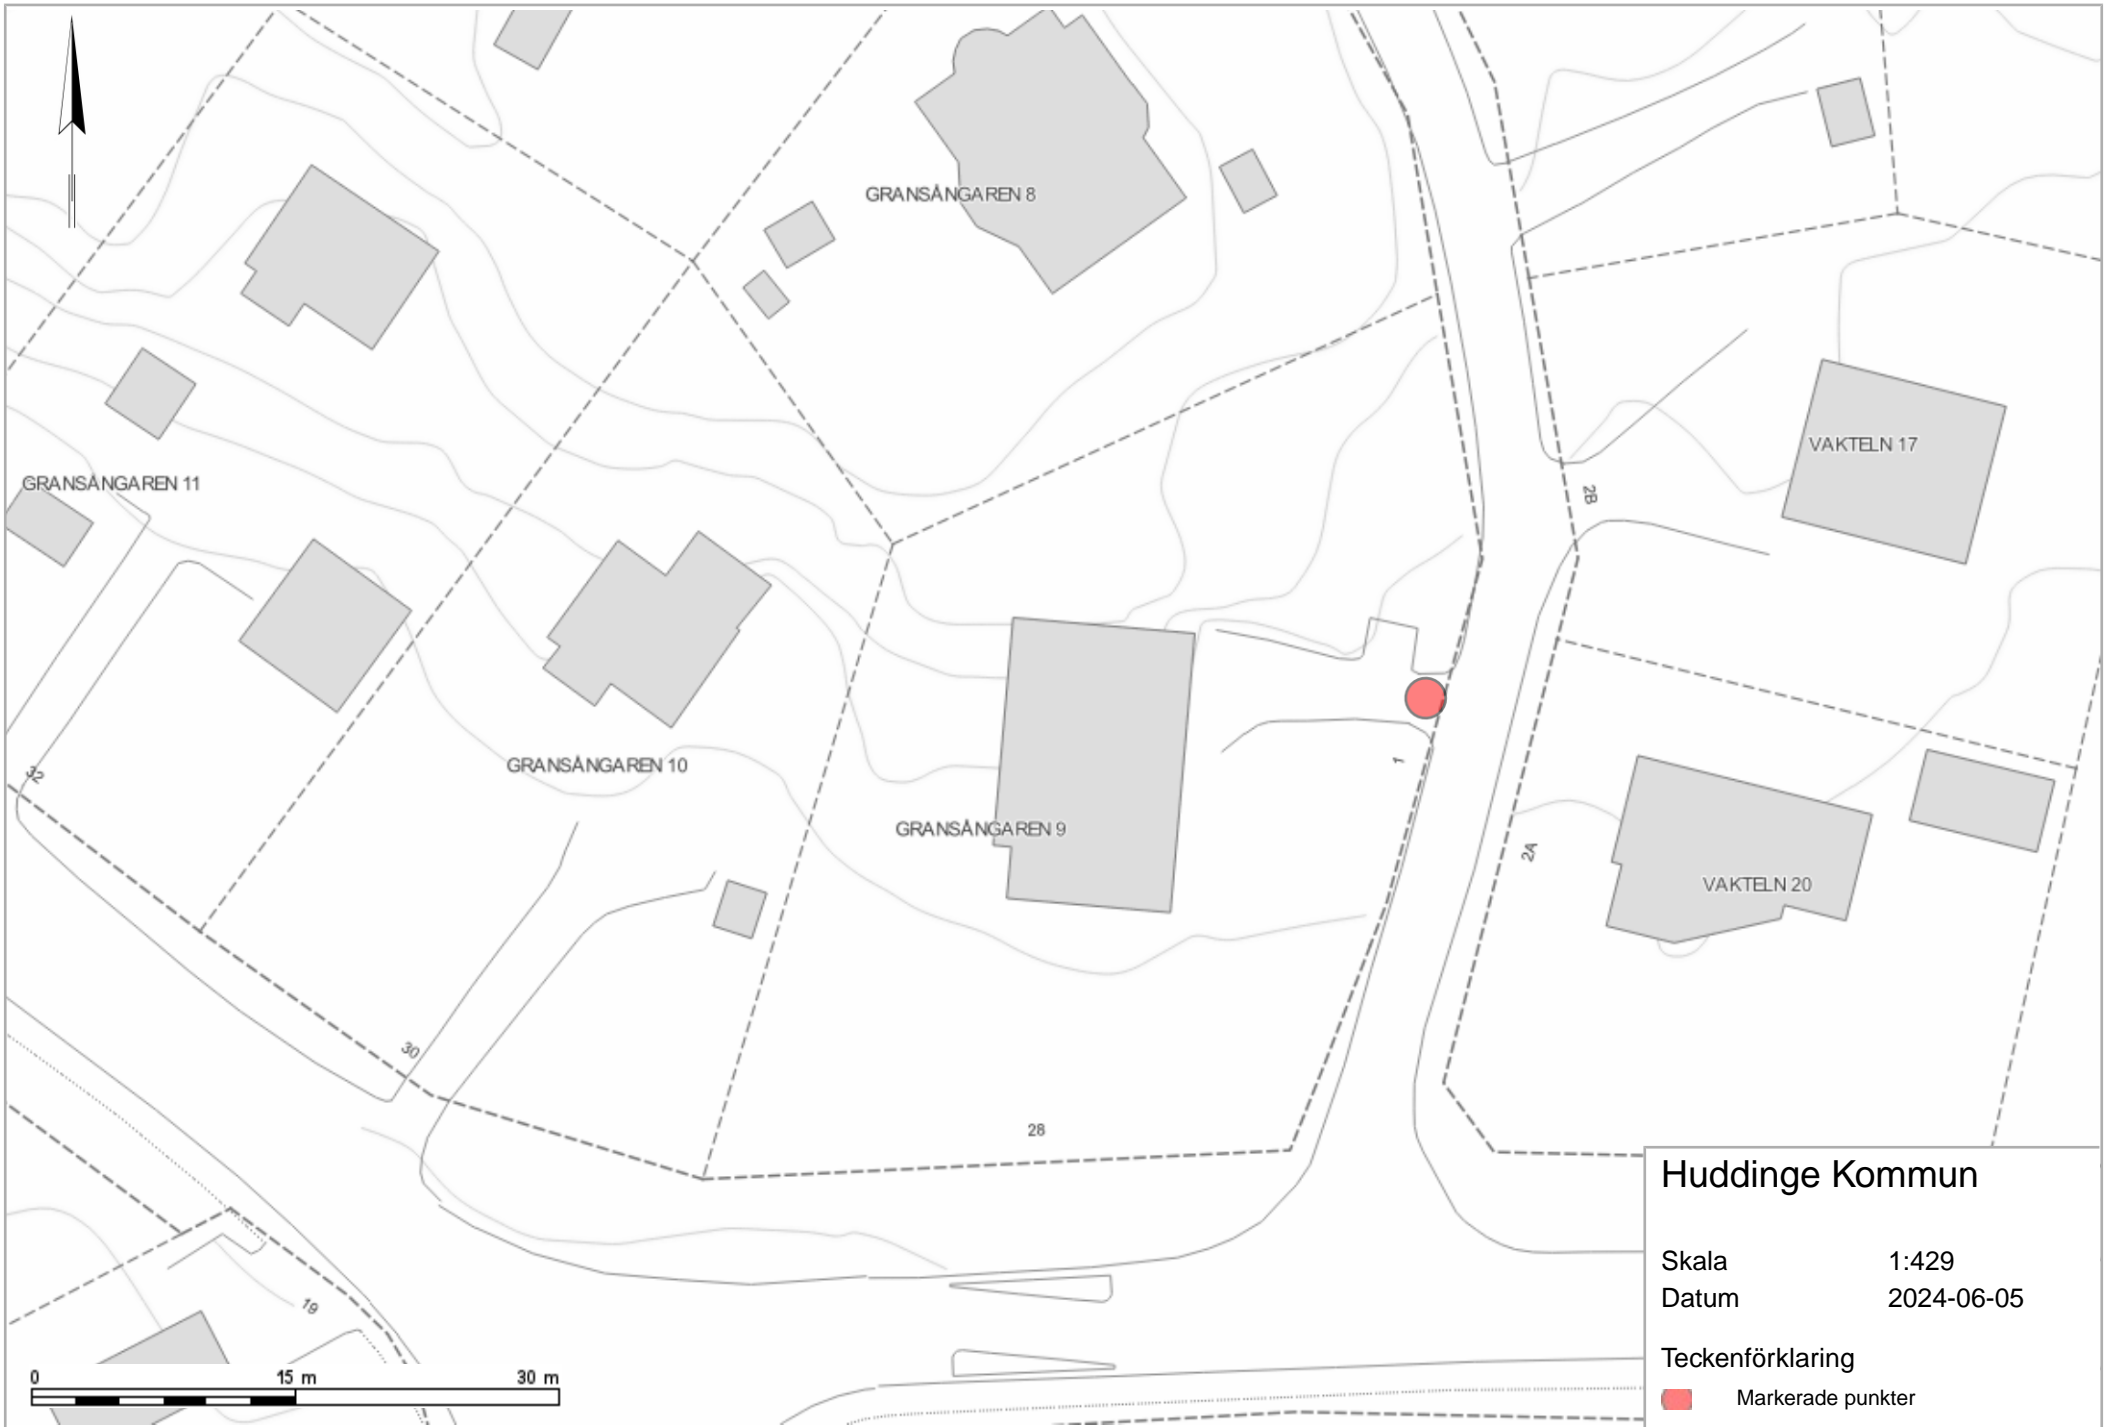 GRANSÅNGAREN 8
VAKTELN 17
GRANSÅNGAREN 11
2B
32
GRANSÅNGAREN 10
1
GRANSÅNGAREN 9
2A
VAKTELN 20
30
28
19
0 15 m 30 m
Huddinge Kommun
Skala 1:429
Datum 2024-06-05
Teckenförklaring
Markerade punkter